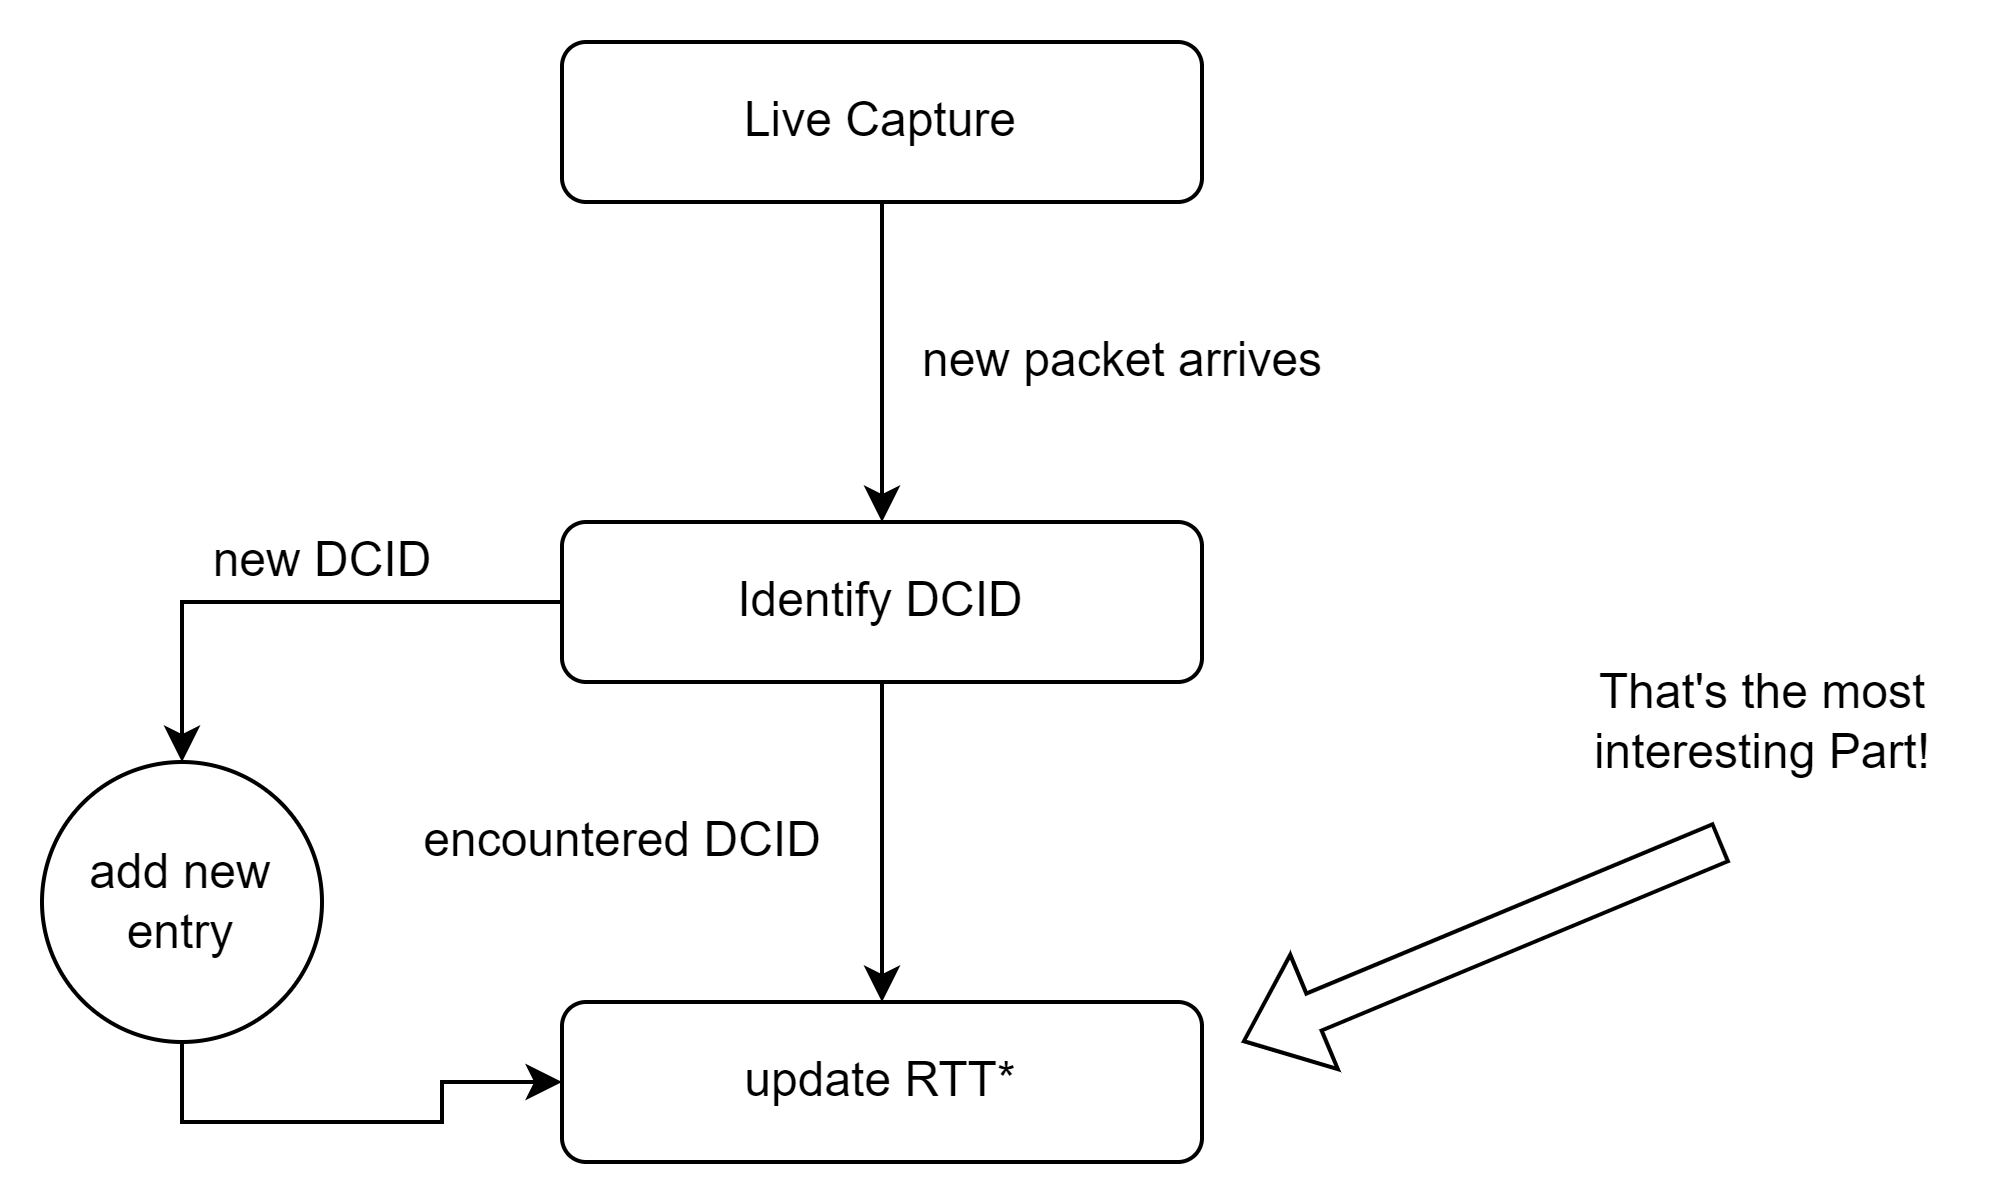 Live Capture
new packet arrives
new DCID
Identify DCID
That's the most
interesting Part!
encountered DCID
add new
entry
update RTT*